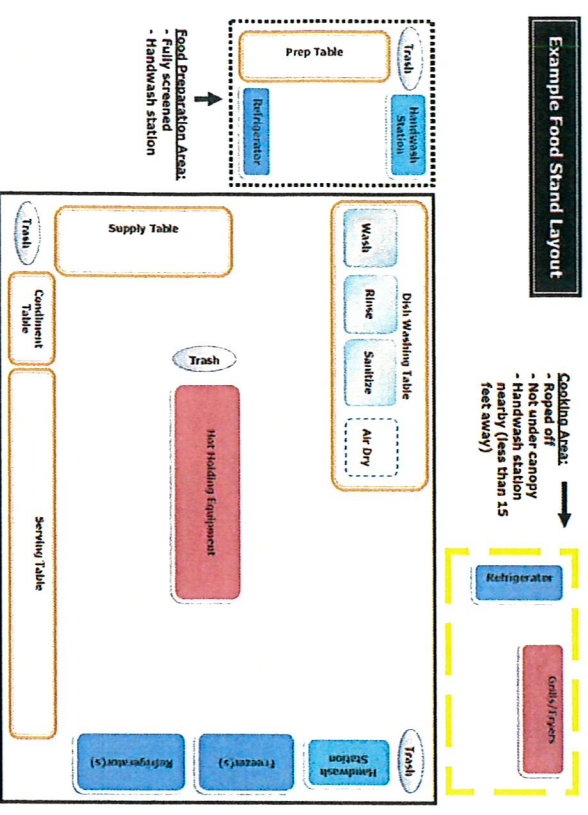 Example Food Stand Layout
Cooking Area:
- Roped off
- Not under canopy
- Handwash station
nearby (less than 15
feet away)
Refrigerator
Grills/Fryers
Trash
Handwash
Station
Prep Table
Refrigerator
Food Preparation Area:
- Fully screened
- Handwash station
Dish Washing Table
Wash
Rinse
Sanitize
Air Dry
Trash
Handwash
Station
Freezer(s)
Refrigerator(s)
Supply Table
Trash
Hot Holding Equipment
Trash
Condiment
Table
Serving Table